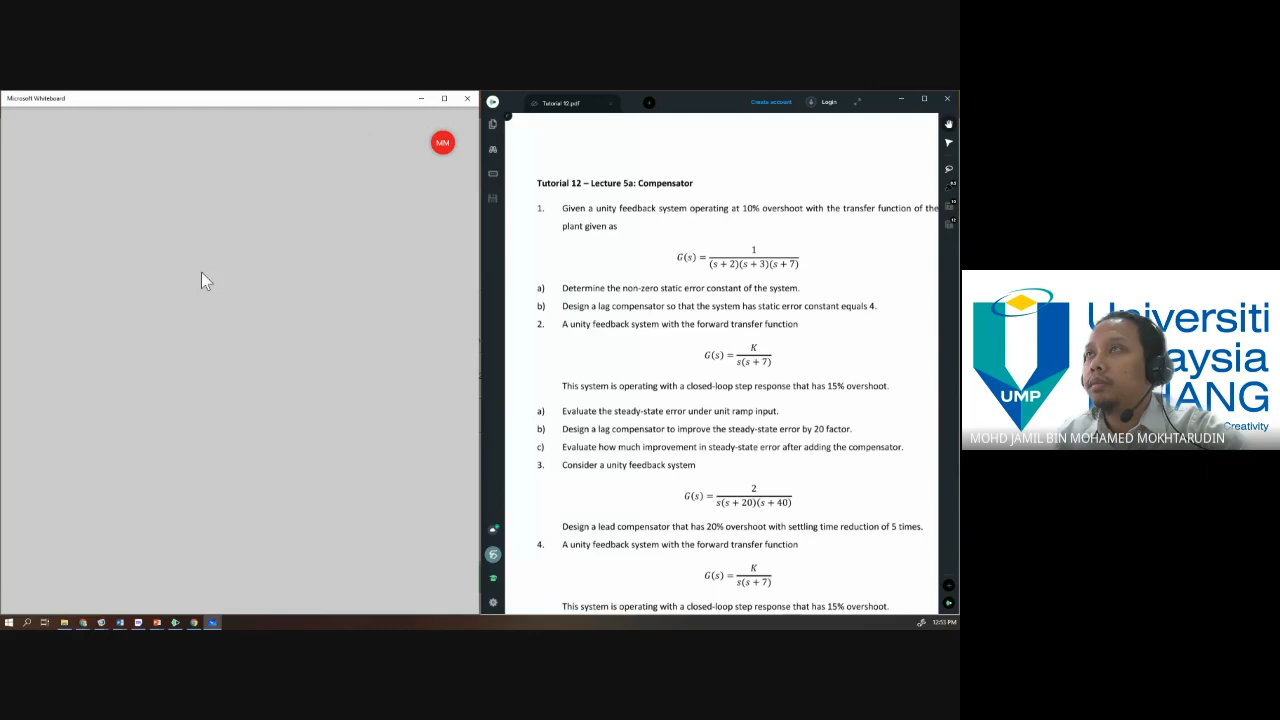 Microsoft Whiteboard
MM
Tutorial 12.pdf
Create account
Login
Tutorial 12 – Lecture 5a: Compensator
1. Given a unity feedback system operating at 10% overshoot with the transfer function of the
plant given as
G(s) = 1 / (s + 2)(s + 3)(s + 7)
a) Determine the non-zero static error constant of the system.
b) Design a lag compensator so that the system has static error constant equals 4.
2. A unity feedback system with the forward transfer function
G(s) = K / s(s + 7)
This system is operating with a closed-loop step response that has 15% overshoot.
a) Evaluate the steady-state error under unit ramp input.
b) Design a lag compensator to improve the steady-state error by 20 factor.
c) Evaluate how much improvement in steady-state error after adding the compensator.
3. Consider a unity feedback system
G(s) = 2 / s(s + 20)(s + 40)
Design a lead compensator that has 20% overshoot with settling time reduction of 5 times.
4. A unity feedback system with the forward transfer function
G(s) = K / s(s + 7)
This system is operating with a closed-loop step response that has 15% overshoot.
12:53 PM
Universiti
UMP
Creativity
MOHD JAMIL BIN MOHAMED MOKHTARUDIN